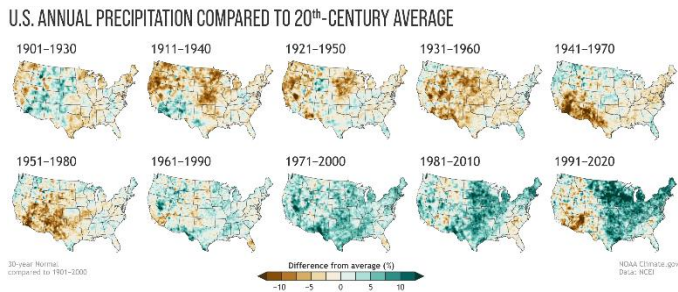 U.S. ANNUAL PRECIPITATION COMPARED TO 20th-CENTURY AVERAGE
1901–1930
1911–1940
1921–1950
1931–1960
1941–1970
1951–1980
1961–1990
1971–2000
1981–2010
1991–2020
30-year Normal
compared to 1901–2000
Difference from average (%)
−10 −5 0 5 10
NOAA Climate.gov
Data: NCEI